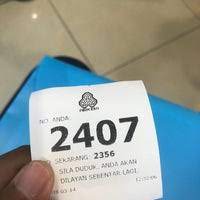 NO. ANDA:
2407
SEKARANG: 2356
SILA DUDUK, ANDA AKAN
DILAYAN SEBENTAR LAGI.